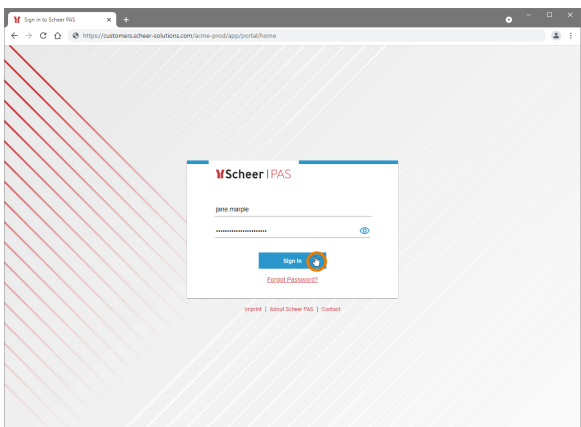 Sign in to Scheer PAS
https://customers.scheer-solutions.com/acme-prod/app/portal/home
Scheer | PAS
jane.marple
Sign In
Forgot Password?
Imprint | About Scheer PAS | Contact